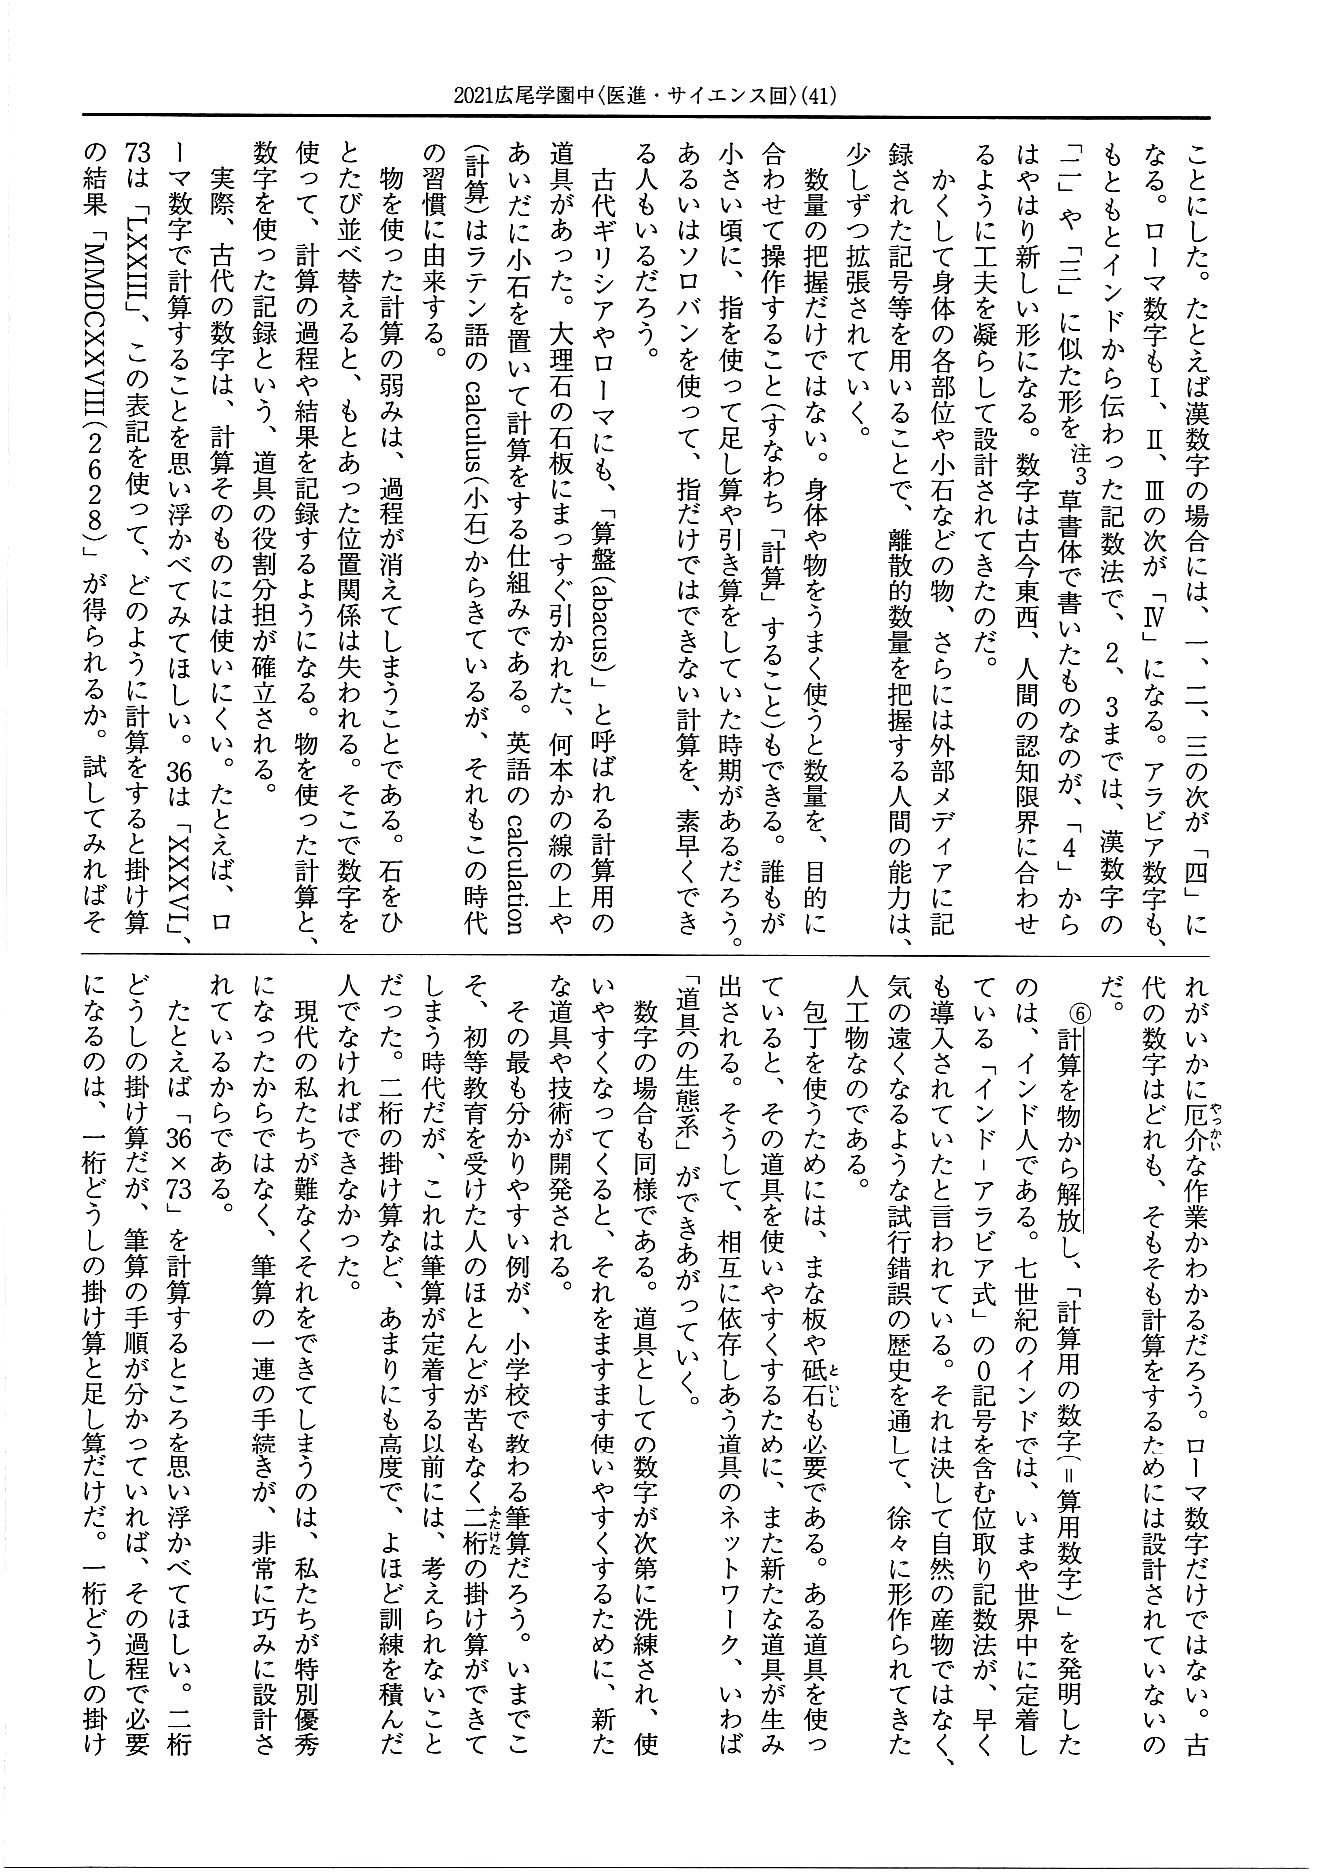 2021広尾学園中〈医進・サイエンス回〉(41)
ことにした。たとえば漢数字の場合には、一、二、三の次が「四」に
なる。ローマ数字もⅠ、Ⅱ、Ⅲの次が「Ⅳ」になる。アラビア数字も、
もともとインドから伝わった記数法で、2、3までは、漢数字の
「二」や「三」に似た形を注3草書体で書いたものなのが、「4」から
はやはり新しい形になる。数字は古今東西、人間の認知限界に合わせ
るように工夫を凝らして設計されてきたのだ。
かくして身体の各部位や小石などの物、さらには外部メディアに記
録された記号等を用いることで、離散的数量を把握する人間の能力は、
少しずつ拡張されていく。
数量の把握だけではない。身体や物をうまく使うと数量を、目的に
合わせて操作すること(すなわち「計算」すること)もできる。誰もが
小さい頃に、指を使って足し算や引き算をしていた時期があるだろう。
あるいはソロバンを使って、指だけではできない計算を、素早くでき
る人もいるだろう。
古代ギリシアやローマにも、「算盤(abacus)」と呼ばれる計算用の
道具があった。大理石の石板にまっすぐ引かれた、何本かの線の上や
あいだに小石を置いて計算をする仕組みである。英語のcalculation
(計算)はラテン語のcalculus(小石)からきているが、それもこの時代
の習慣に由来する。
物を使った計算の弱みは、過程が消えてしまうことである。石をひ
とたび並べ替えると、もとあった位置関係は失われる。そこで数字を
使って、計算の過程や結果を記録するようになる。物を使った計算と、
数字を使った記録という、道具の役割分担が確立される。
実際、古代の数字は、計算そのものには使いにくい。たとえば、ロ
ーマ数字で計算することを思い浮かべてみてほしい。36は「XXXVI」、
73は「LXXIII」、この表記を使って、どのように計算をすると掛け算
の結果「MMDCXXVIII(2628)」が得られるか。試してみればそ
れがいかに厄介やっかいな作業かわかるだろう。ローマ数字だけではない。古
代の数字はどれも、そもそも計算をするためには設計されていないの
だ。
⑥計算を物から解放し、「計算用の数字(=算用数字)」を発明した
のは、インド人である。七世紀のインドでは、いまや世界中に定着し
ている「インド-アラビア式」の0記号を含む位取り記数法が、早く
も導入されていたと言われている。それは決して自然の産物ではなく、
気の遠くなるような試行錯誤の歴史を通して、徐々に形作られてきた
人工物なのである。
包丁を使うためには、まな板や砥石といしも必要である。ある道具を使っ
ていると、その道具を使いやすくするために、また新たな道具が生み
出される。そうして、相互に依存しあう道具のネットワーク、いわば
「道具の生態系」ができあがっていく。
数字の場合も同様である。道具としての数字が次第に洗練され、使
いやすくなってくると、それをますます使いやすくするために、新た
な道具や技術が開発される。
その最も分かりやすい例が、小学校で教わる筆算だろう。いまでこ
そ、初等教育を受けた人のほとんどが苦もなく二桁ふたけたの掛け算ができて
しまう時代だが、これは筆算が定着する以前には、考えられないこと
だった。二桁の掛け算など、あまりにも高度で、よほど訓練を積んだ
人でなければできなかった。
現代の私たちが難なくそれをできてしまうのは、私たちが特別優秀
になったからではなく、筆算の一連の手続きが、非常に巧みに設計さ
れているからである。
たとえば「36×73」を計算するところを思い浮かべてほしい。二桁
どうしの掛け算だが、筆算の手順が分かっていれば、その過程で必要
になるのは、一桁どうしの掛け算と足し算だけだ。一桁どうしの掛け